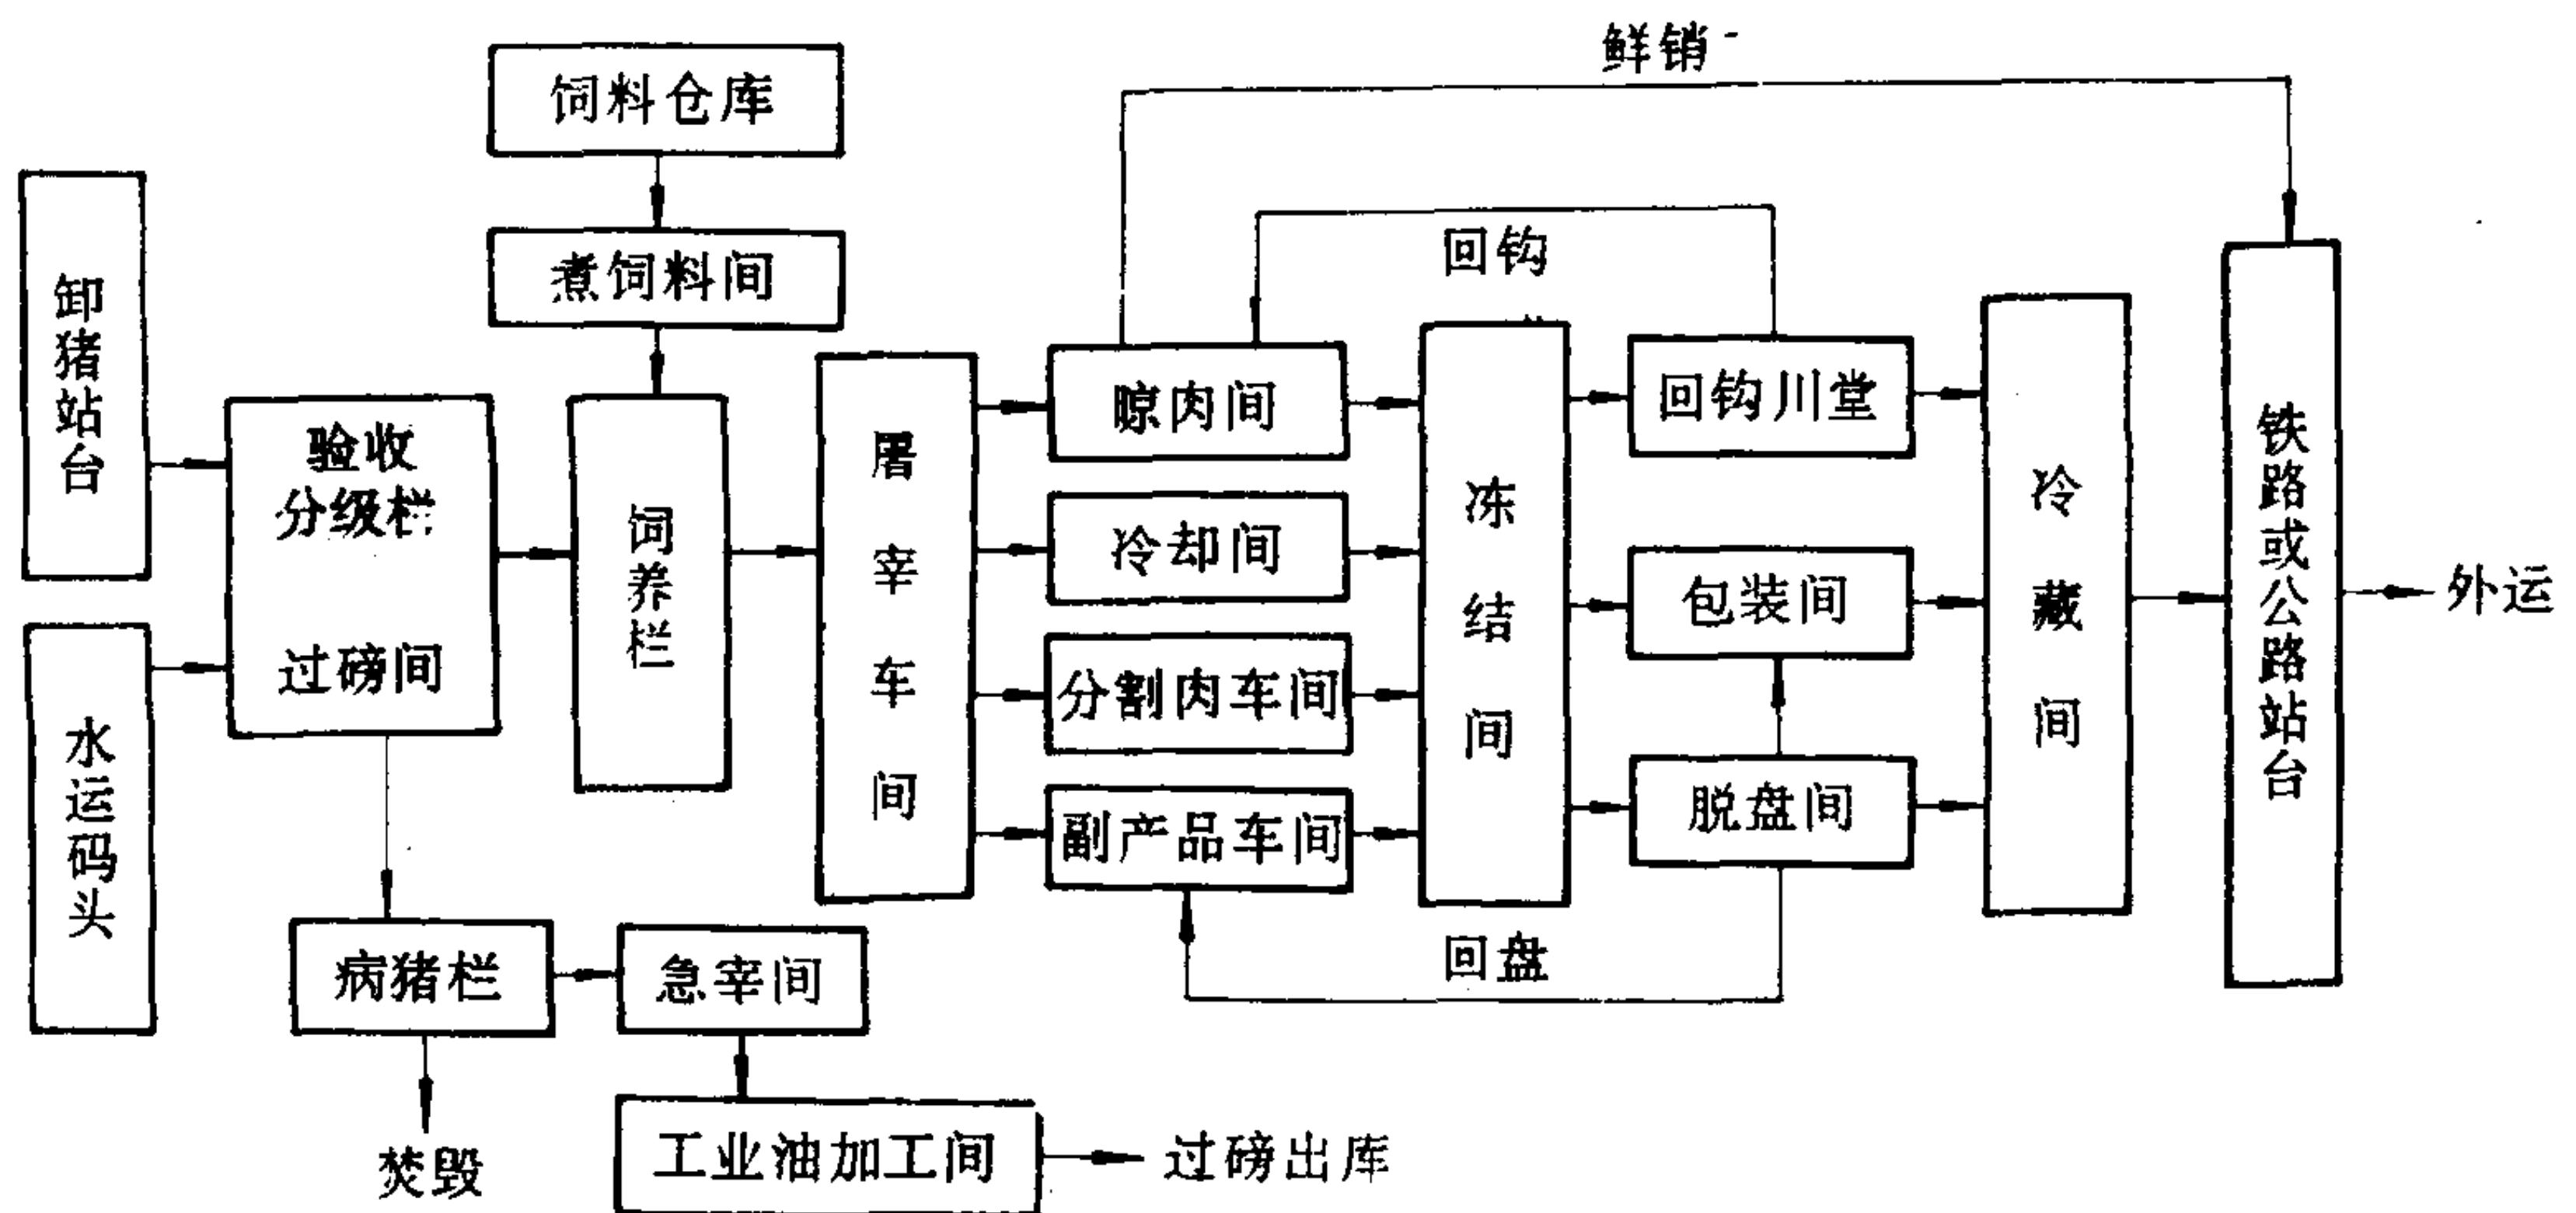 鲜销
饲料仓库
煮饲料间
回钩
卸猪站台
验收
分级栏
过磅间
水运码头
饲养栏
屠宰车间
晾肉间
冷却间
分割肉车间
副产品车间
冻结间
回钩川堂
包装间
脱盘间
冷藏间
铁路或公路站台
外运
回盘
病猪栏
急宰间
焚毁
工业油加工间
过磅出库